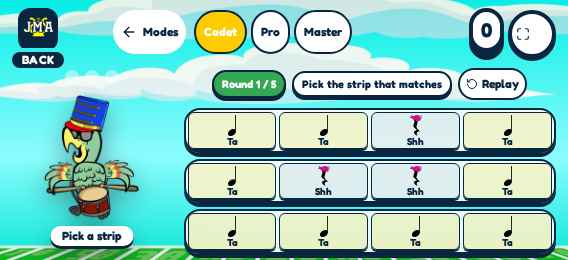 JMA
BACK
Modes
Cadet
Pro
Master
0
Round 1 / 5
Pick the strip that matches
Replay
Ta Ta Shh Ta
Ta Shh Shh Ta
Ta Ta Ta Ta
Pick a strip